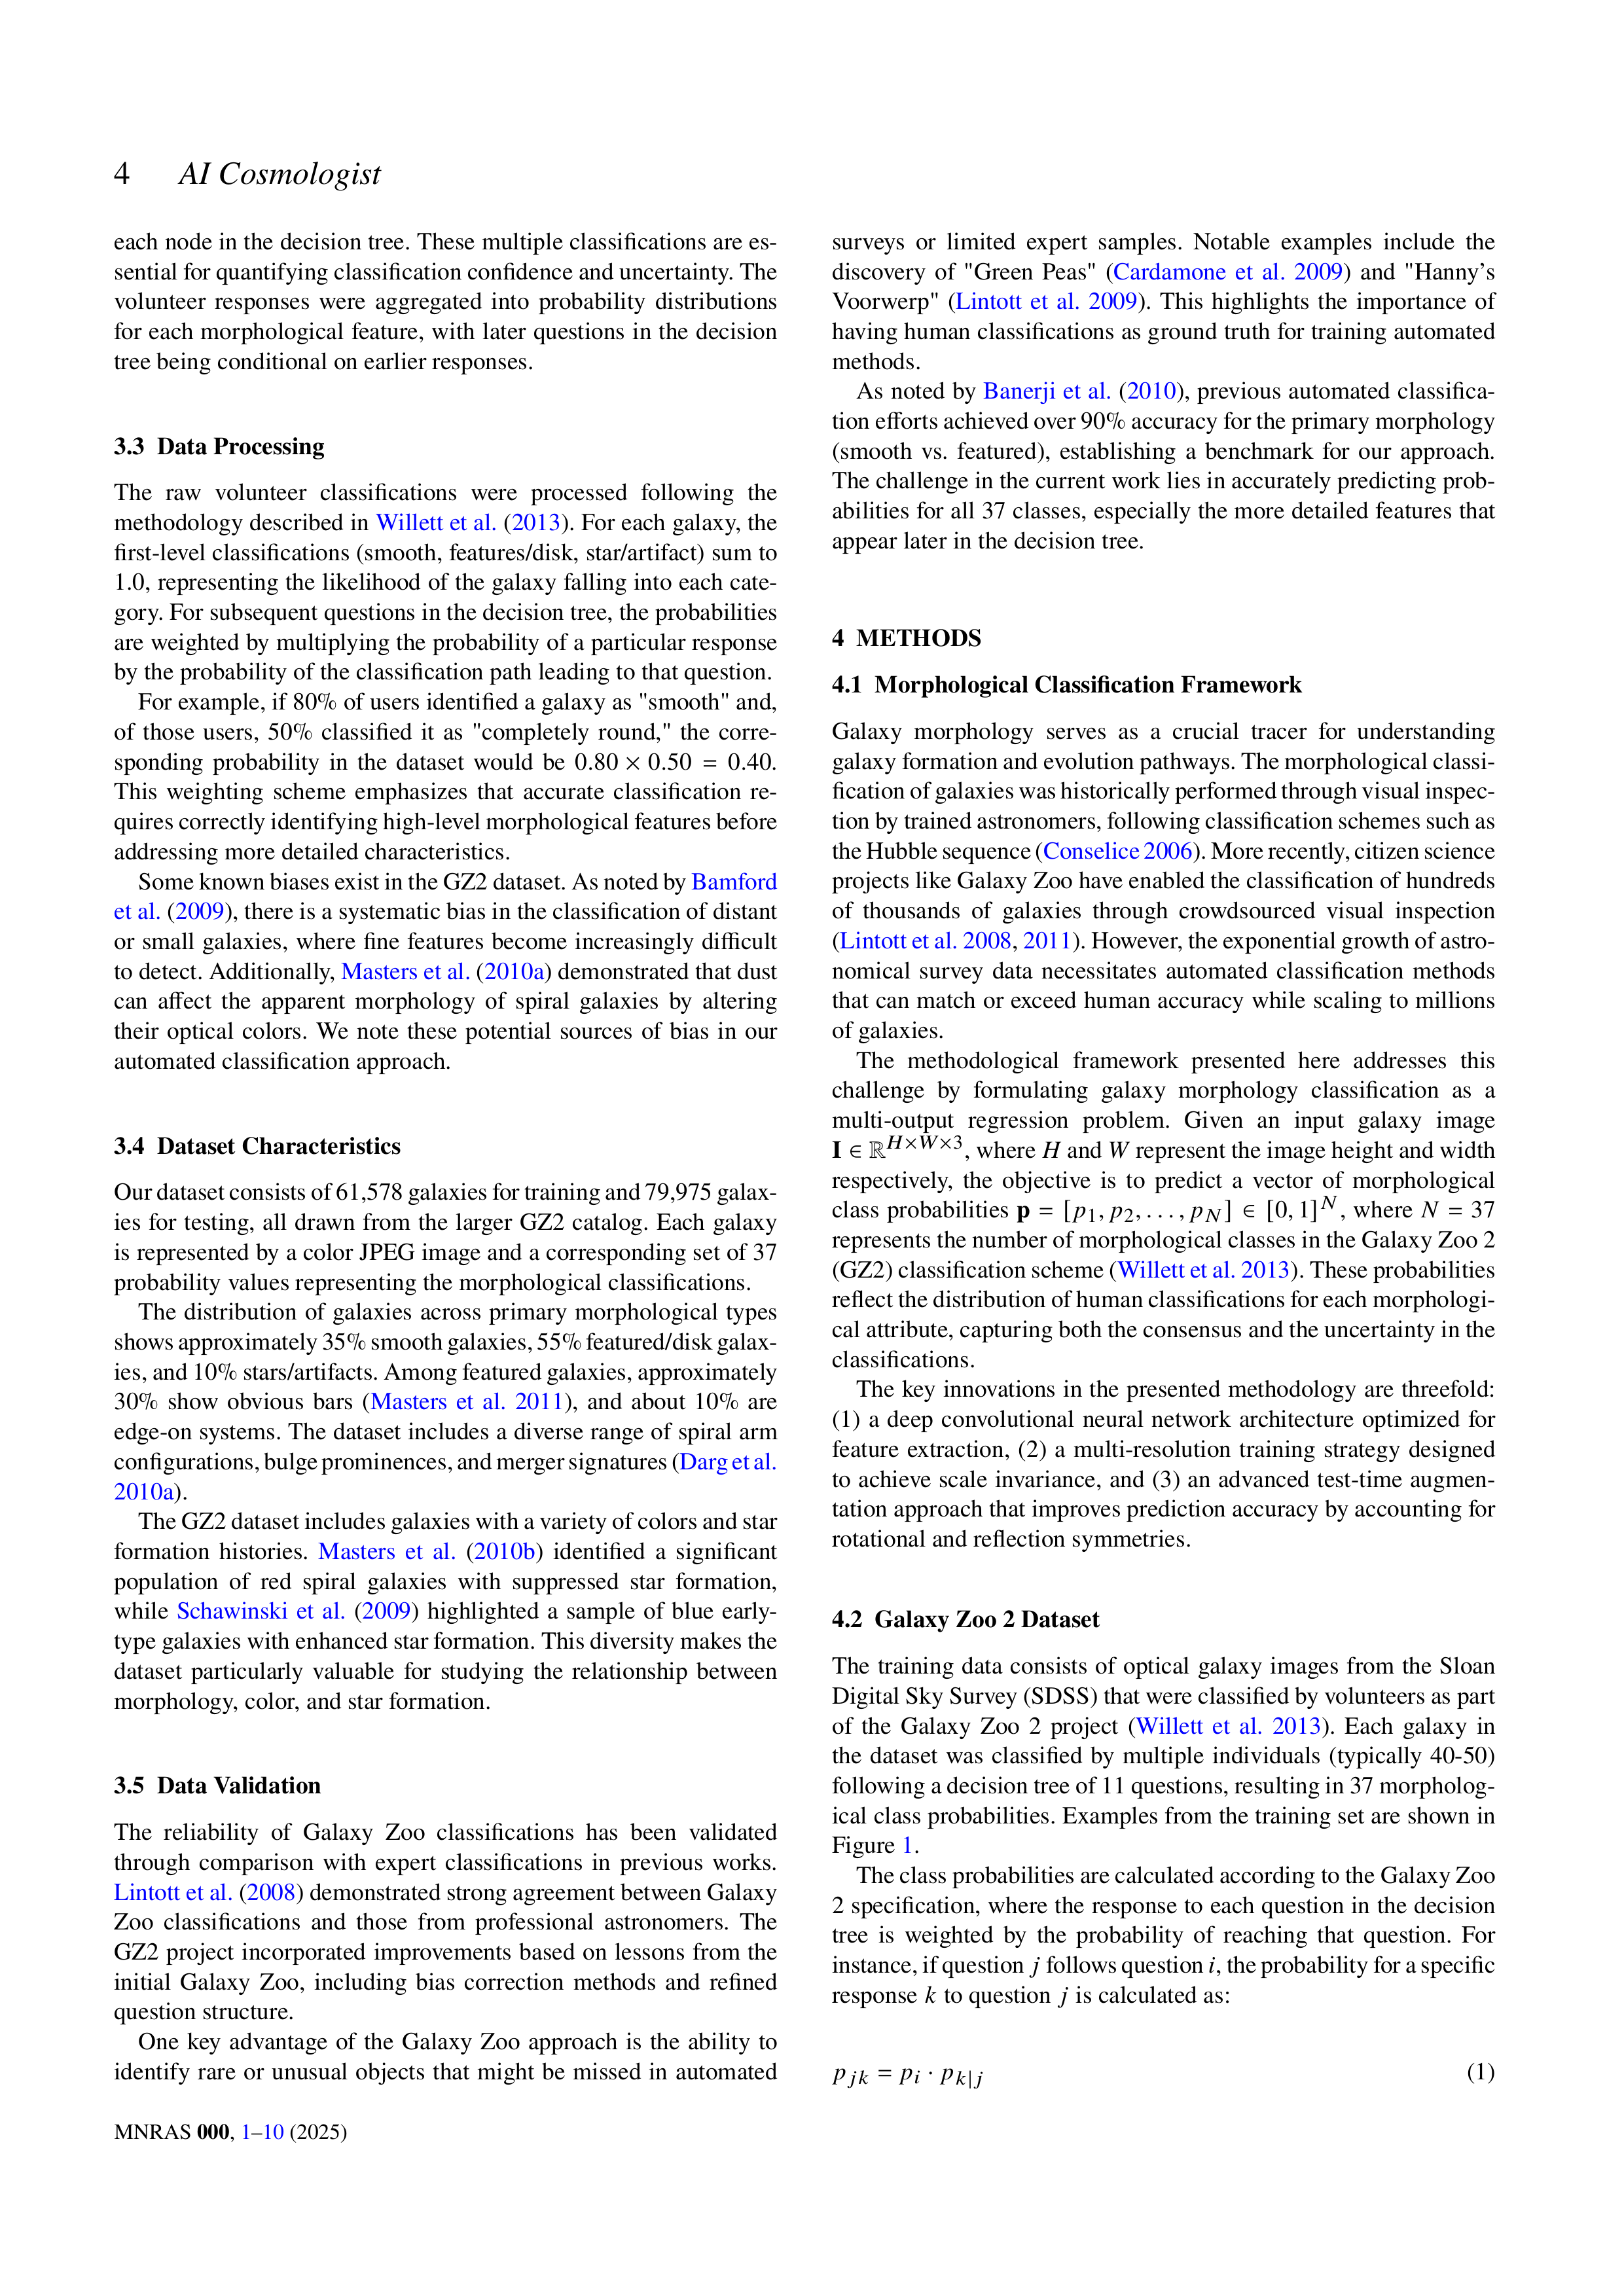 4 AI Cosmologist
each node in the decision tree. These multiple classifications are es-
sential for quantifying classification confidence and uncertainty. The
volunteer responses were aggregated into probability distributions
for each morphological feature, with later questions in the decision
tree being conditional on earlier responses.
3.3 Data Processing
The raw volunteer classifications were processed following the
methodology described in Willett et al. (2013). For each galaxy, the
first-level classifications (smooth, features/disk, star/artifact) sum to
1.0, representing the likelihood of the galaxy falling into each cate-
gory. For subsequent questions in the decision tree, the probabilities
are weighted by multiplying the probability of a particular response
by the probability of the classification path leading to that question.
For example, if 80% of users identified a galaxy as "smooth" and,
of those users, 50% classified it as "completely round," the corre-
sponding probability in the dataset would be 0.80 × 0.50 = 0.40.
This weighting scheme emphasizes that accurate classification re-
quires correctly identifying high-level morphological features before
addressing more detailed characteristics.
Some known biases exist in the GZ2 dataset. As noted by Bamford
et al. (2009), there is a systematic bias in the classification of distant
or small galaxies, where fine features become increasingly difficult
to detect. Additionally, Masters et al. (2010a) demonstrated that dust
can affect the apparent morphology of spiral galaxies by altering
their optical colors. We note these potential sources of bias in our
automated classification approach.
3.4 Dataset Characteristics
Our dataset consists of 61,578 galaxies for training and 79,975 galax-
ies for testing, all drawn from the larger GZ2 catalog. Each galaxy
is represented by a color JPEG image and a corresponding set of 37
probability values representing the morphological classifications.
The distribution of galaxies across primary morphological types
shows approximately 35% smooth galaxies, 55% featured/disk galax-
ies, and 10% stars/artifacts. Among featured galaxies, approximately
30% show obvious bars (Masters et al. 2011), and about 10% are
edge-on systems. The dataset includes a diverse range of spiral arm
configurations, bulge prominences, and merger signatures (Darg et al.
2010a).
The GZ2 dataset includes galaxies with a variety of colors and star
formation histories. Masters et al. (2010b) identified a significant
population of red spiral galaxies with suppressed star formation,
while Schawinski et al. (2009) highlighted a sample of blue early-
type galaxies with enhanced star formation. This diversity makes the
dataset particularly valuable for studying the relationship between
morphology, color, and star formation.
3.5 Data Validation
The reliability of Galaxy Zoo classifications has been validated
through comparison with expert classifications in previous works.
Lintott et al. (2008) demonstrated strong agreement between Galaxy
Zoo classifications and those from professional astronomers. The
GZ2 project incorporated improvements based on lessons from the
initial Galaxy Zoo, including bias correction methods and refined
question structure.
One key advantage of the Galaxy Zoo approach is the ability to
identify rare or unusual objects that might be missed in automated
surveys or limited expert samples. Notable examples include the
discovery of "Green Peas" (Cardamone et al. 2009) and "Hanny's
Voorwerp" (Lintott et al. 2009). This highlights the importance of
having human classifications as ground truth for training automated
methods.
As noted by Banerji et al. (2010), previous automated classifica-
tion efforts achieved over 90% accuracy for the primary morphology
(smooth vs. featured), establishing a benchmark for our approach.
The challenge in the current work lies in accurately predicting prob-
abilities for all 37 classes, especially the more detailed features that
appear later in the decision tree.
4 METHODS
4.1 Morphological Classification Framework
Galaxy morphology serves as a crucial tracer for understanding
galaxy formation and evolution pathways. The morphological classi-
fication of galaxies was historically performed through visual inspec-
tion by trained astronomers, following classification schemes such as
the Hubble sequence (Conselice 2006). More recently, citizen science
projects like Galaxy Zoo have enabled the classification of hundreds
of thousands of galaxies through crowdsourced visual inspection
(Lintott et al. 2008, 2011). However, the exponential growth of astro-
nomical survey data necessitates automated classification methods
that can match or exceed human accuracy while scaling to millions
of galaxies.
The methodological framework presented here addresses this
challenge by formulating galaxy morphology classification as a
multi-output regression problem. Given an input galaxy image
I ∈ ℝ^{H×W×3}, where H and W represent the image height and width
respectively, the objective is to predict a vector of morphological
class probabilities p = [p_1, p_2, . . . , p_N] ∈ [0, 1]^N, where N = 37
represents the number of morphological classes in the Galaxy Zoo 2
(GZ2) classification scheme (Willett et al. 2013). These probabilities
reflect the distribution of human classifications for each morphologi-
cal attribute, capturing both the consensus and the uncertainty in the
classifications.
The key innovations in the presented methodology are threefold:
(1) a deep convolutional neural network architecture optimized for
feature extraction, (2) a multi-resolution training strategy designed
to achieve scale invariance, and (3) an advanced test-time augmen-
tation approach that improves prediction accuracy by accounting for
rotational and reflection symmetries.
4.2 Galaxy Zoo 2 Dataset
The training data consists of optical galaxy images from the Sloan
Digital Sky Survey (SDSS) that were classified by volunteers as part
of the Galaxy Zoo 2 project (Willett et al. 2013). Each galaxy in
the dataset was classified by multiple individuals (typically 40-50)
following a decision tree of 11 questions, resulting in 37 morpholog-
ical class probabilities. Examples from the training set are shown in
Figure 1.
The class probabilities are calculated according to the Galaxy Zoo
2 specification, where the response to each question in the decision
tree is weighted by the probability of reaching that question. For
instance, if question j follows question i, the probability for a specific
response k to question j is calculated as:
p_{jk} = p_i · p_{k|j} (1)
MNRAS 000, 1–10 (2025)